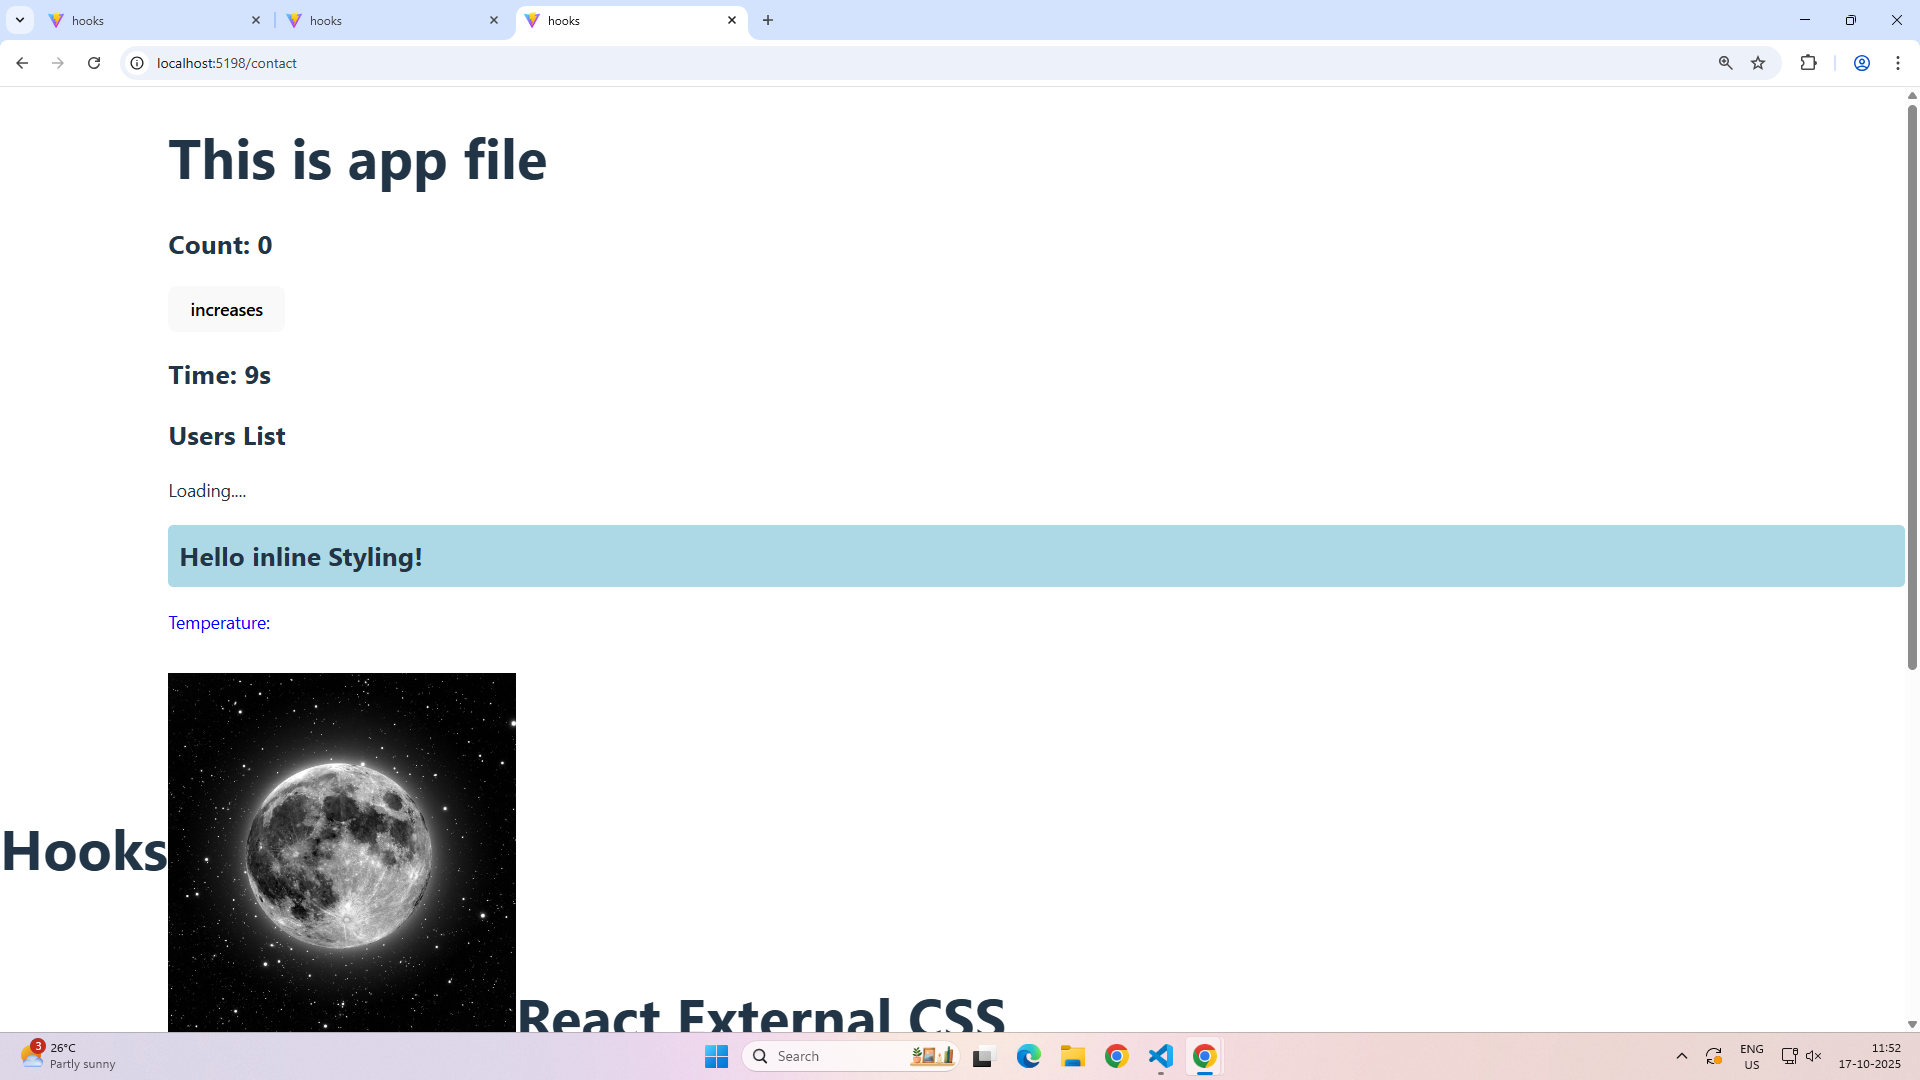 hooks
hooks
hooks
localhost:5198/contact
This is app file
Count: 0
increases
Time: 9s
Users List
Loading....
Hello inline Styling!
Temperature:
Hooks
React External CSS
3
26°C
Partly sunny
Search
ENG
US
11:52
17-10-2025